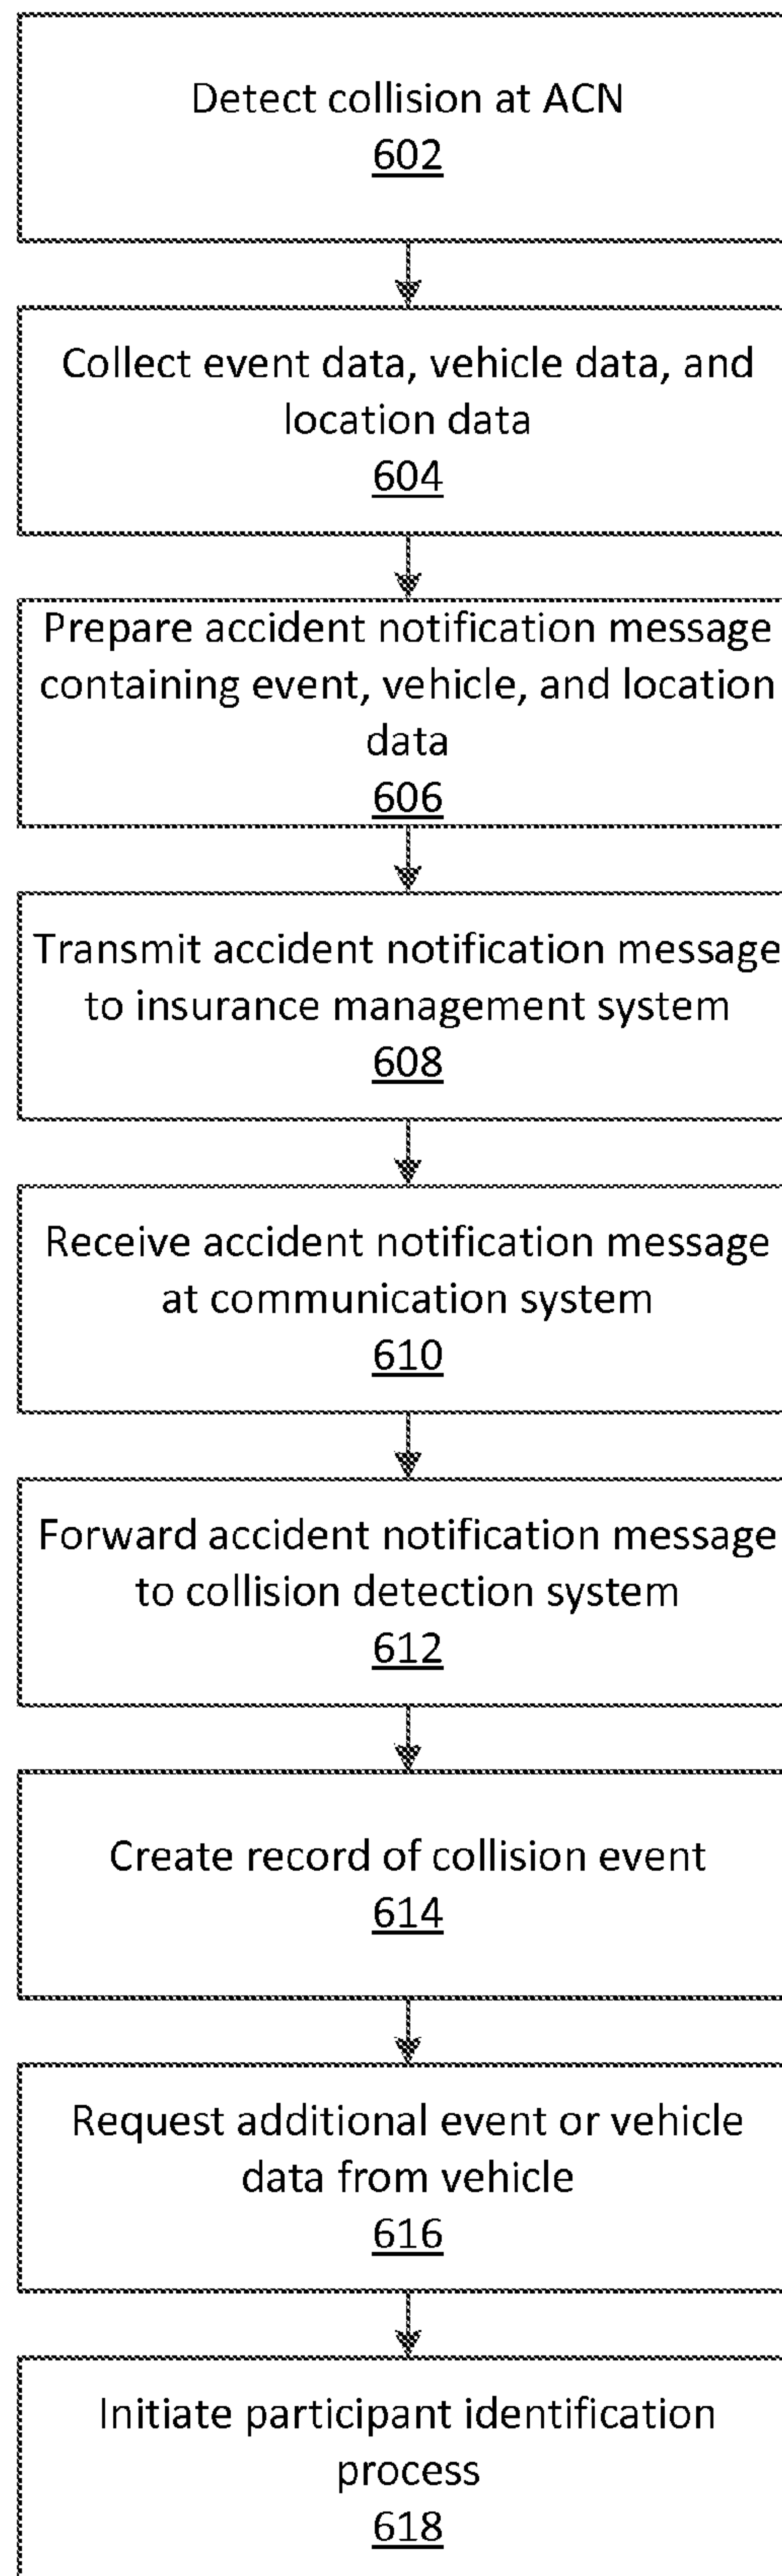 Detect collision at ACN
602
Collect event data, vehicle data, and
location data
604
Prepare accident notification message
containing event, vehicle, and location
data
606
Transmit accident notification message
to insurance management system
608
Receive accident notification message
at communication system
610
Forward accident notification message
to collision detection system
612
Create record of collision event
614
Request additional event or vehicle
data from vehicle
616
Initiate participant identification
process
618